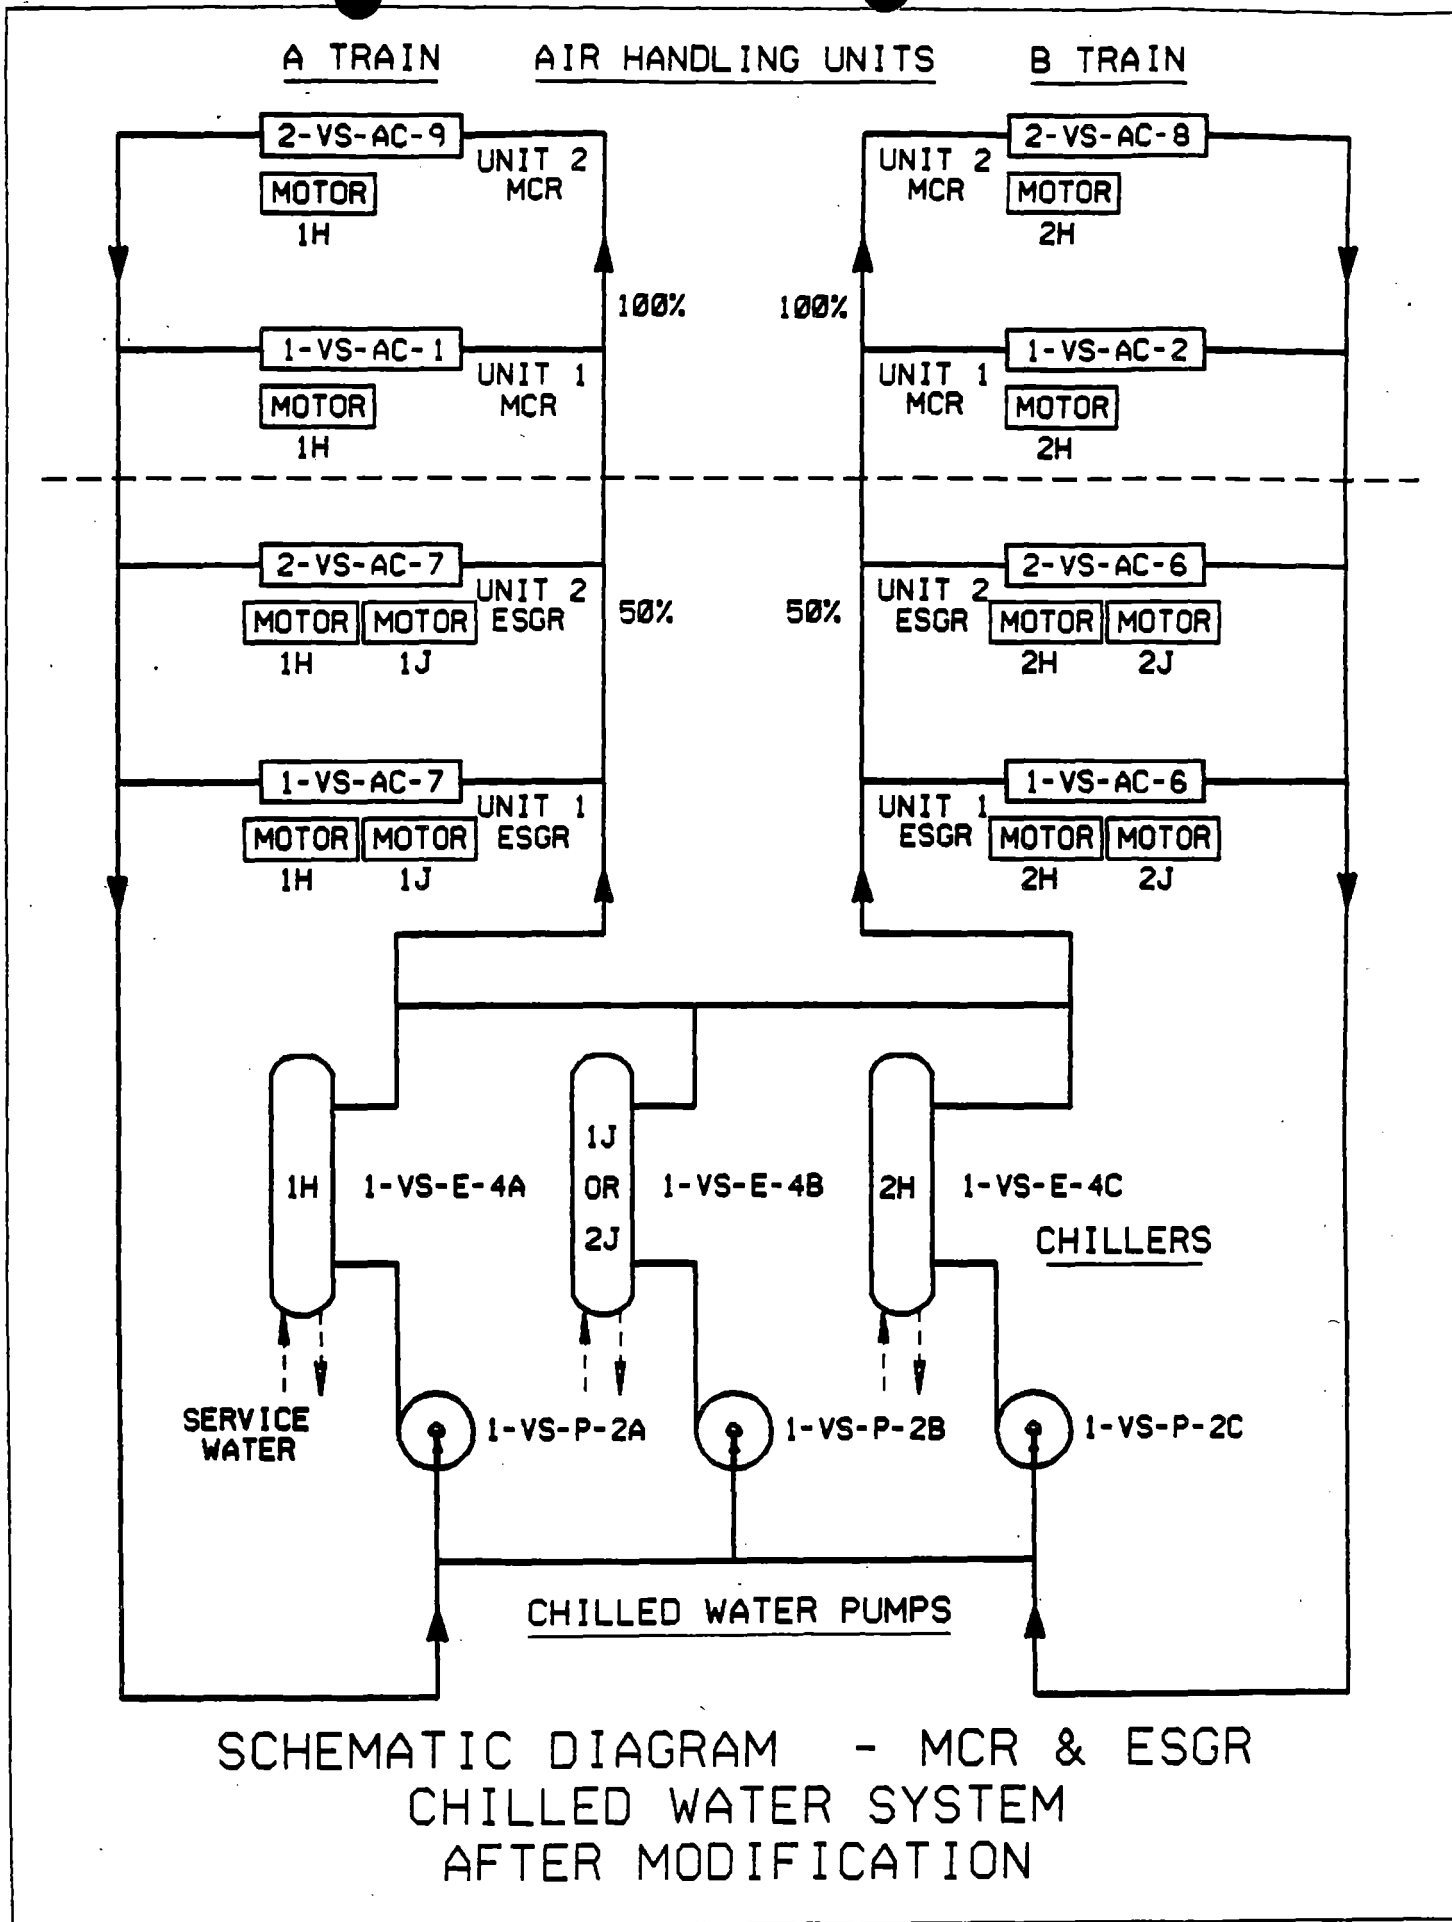 A TRAIN    AIR HANDLING UNITS    B TRAIN
2-VS-AC-9    2-VS-AC-8
UNIT 2    UNIT 2
MOTOR    MCR    MCR    MOTOR
1H    2H
100%    100%
1-VS-AC-1    1-VS-AC-2
UNIT 1    UNIT 1
MOTOR    MCR    MCR    MOTOR
1H    2H
2-VS-AC-7    2-VS-AC-6
UNIT 2    UNIT 2
MOTOR    MOTOR    ESGR    50%    50%    ESGR    MOTOR    MOTOR
1H    1J    2H    2J
1-VS-AC-7    1-VS-AC-6
UNIT 1    UNIT 1
MOTOR    MOTOR    ESGR    ESGR    MOTOR    MOTOR
1H    1J    2H    2J
1J
1H    1-VS-E-4A    OR    1-VS-E-4B    2H    1-VS-E-4C
2J    CHILLERS
SERVICE    1-VS-P-2A    1-VS-P-2B    1-VS-P-2C
WATER
CHILLED WATER PUMPS
SCHEMATIC DIAGRAM - MCR & ESGR
CHILLED WATER SYSTEM
AFTER MODIFICATION